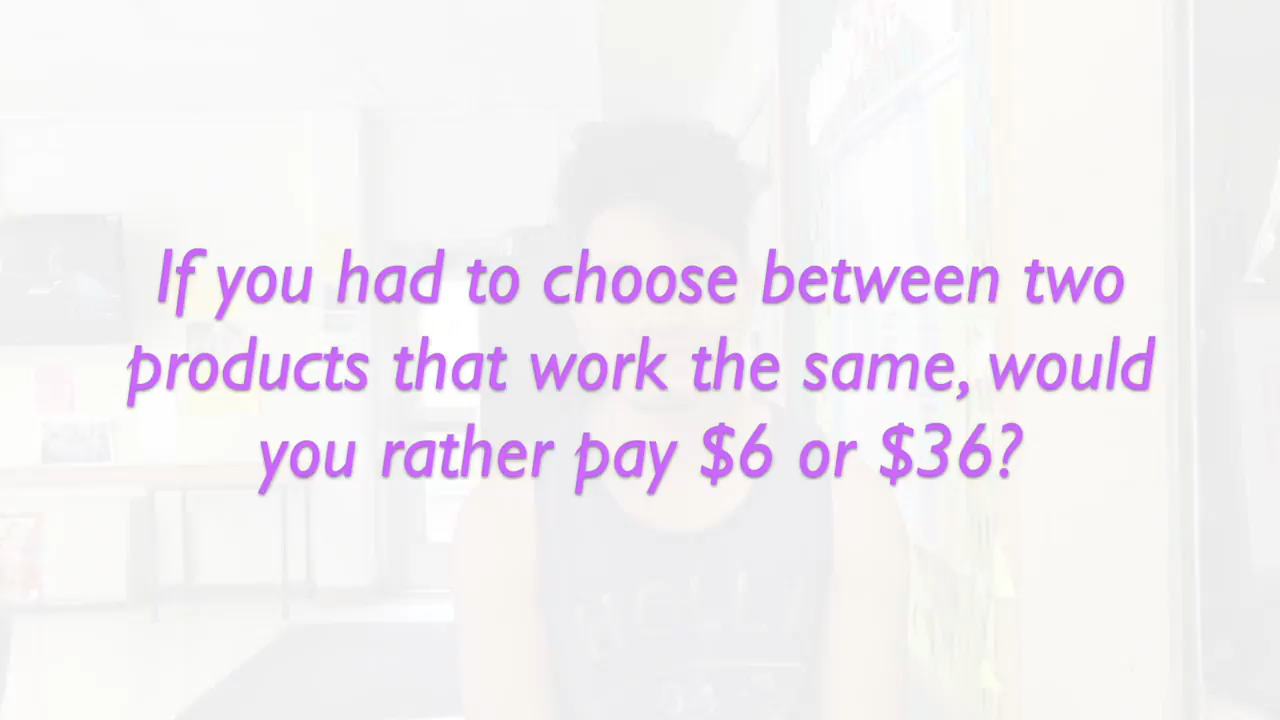 If you had to choose between two
products that work the same, would
you rather pay $6 or $36?